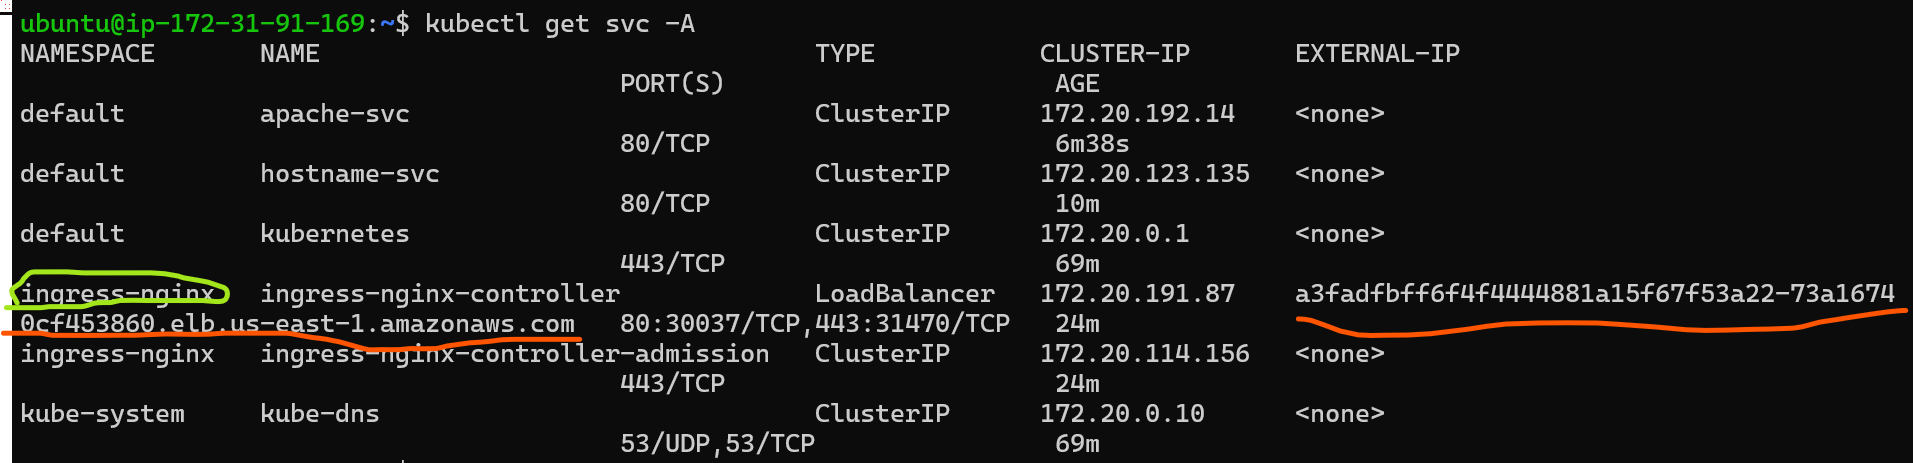 ubuntu@ip-172-31-91-169:~$ kubectl get svc -A
NAMESPACE NAME TYPE CLUSTER-IP EXTERNAL-IP
PORT(S) AGE
default apache-svc ClusterIP 172.20.192.14 <none>
80/TCP 6m38s
default hostname-svc ClusterIP 172.20.123.135 <none>
80/TCP 10m
default kubernetes ClusterIP 172.20.0.1 <none>
443/TCP 69m
ingress-nginx ingress-nginx-controller LoadBalancer 172.20.191.87 a3fadfbff6f4f4444881a15f67f53a22-73a1674
0cf453860.elb.us-east-1.amazonaws.com 80:30037/TCP,443:31470/TCP 24m
ingress-nginx ingress-nginx-controller-admission ClusterIP 172.20.114.156 <none>
443/TCP 24m
kube-system kube-dns ClusterIP 172.20.0.10 <none>
53/UDP,53/TCP 69m